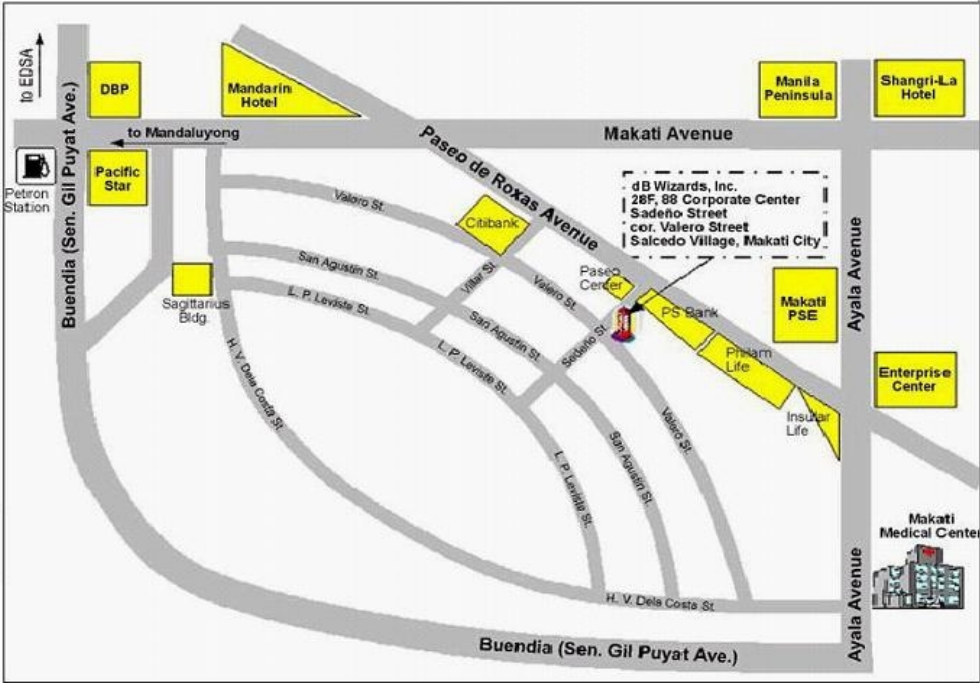 to EDSA
DBP
Mandarin
Hotel
Manila
Peninsula
Shangri-La
Hotel
to Mandaluyong
Makati Avenue
Petron
Station
Pacific
Star
Buendia (Sen. Gil Puyat Ave.)
Paseo de Roxas Avenue
dB Wizards, Inc.
28F, 88 Corporate Center
Sadeño Street
cor. Valero Street
Salcedo Village, Makati City
Valero St.
Citibank
San Agustin St.
Villar St.
Valero St.
Paseo
Center
Sagittarius
Bldg.
L. P. Leviste St.
PS Bank
Makati
PSE
Ayala Avenue
San Agustin St.
Sedeño St.
L. P. Leviste St.
Philam
Life
Enterprise
Center
H. V. Dela Costa St.
Insular
Life
Valero St.
San Agustin St.
L. P. Leviste St.
Makati
Medical Center
Ayala Avenue
H. V. Dela Costa St.
Buendia (Sen. Gil Puyat Ave.)